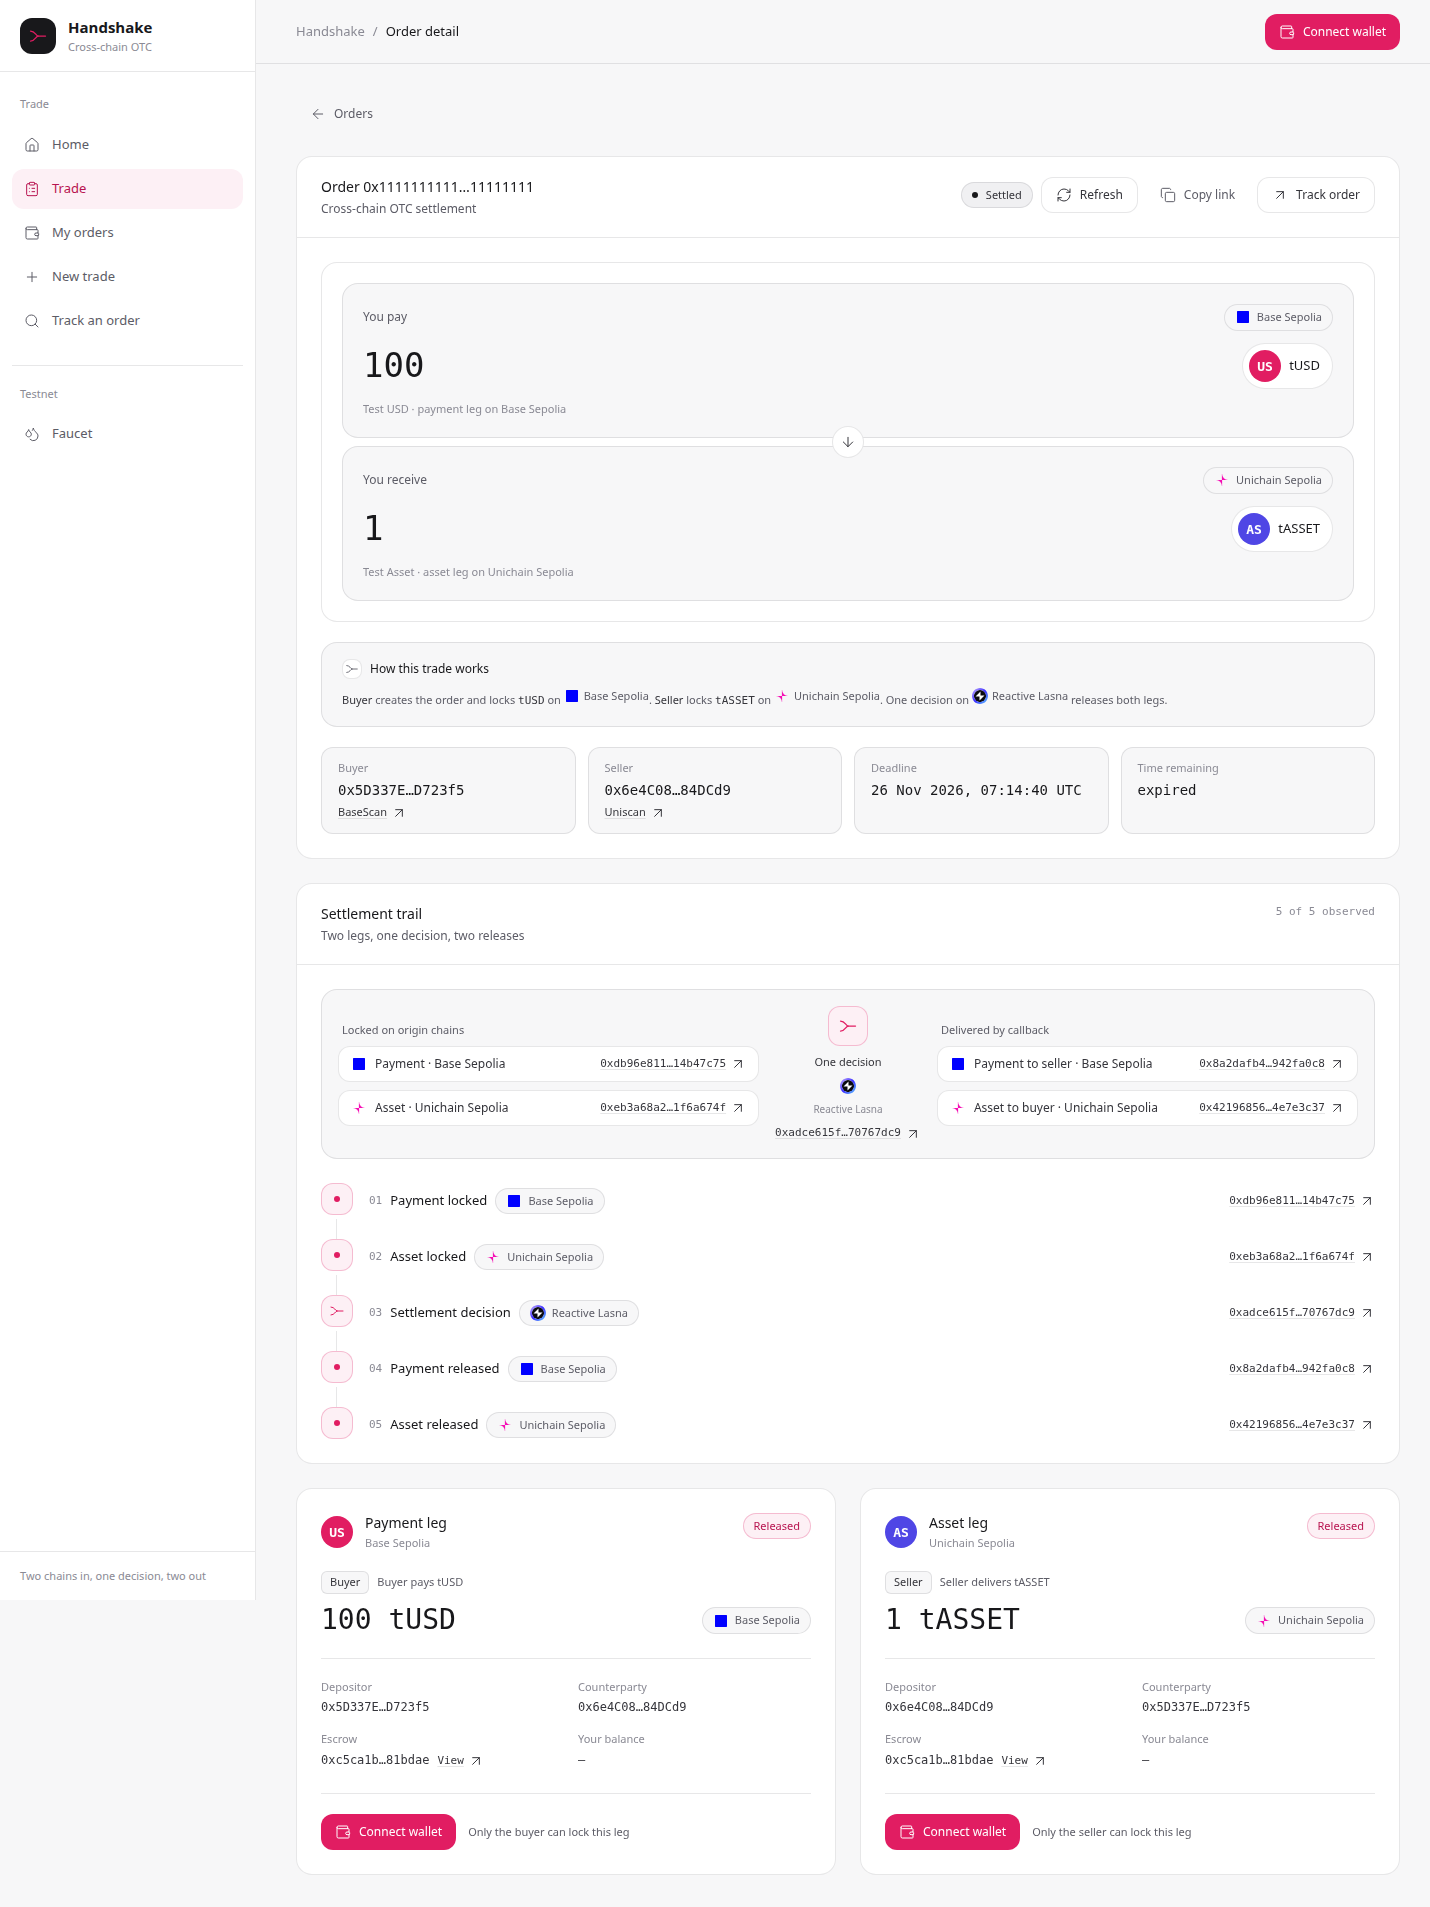 Handshake
Cross-chain OTC
Trade
Home
Trade
My orders
New trade
Track an order
Testnet
Faucet
Two chains in, one decision, two out
Handshake / Order detail
Connect wallet
Orders
Order 0x1111111111…11111111
Cross-chain OTC settlement
Settled
Refresh
Copy link
Track order
You pay
Base Sepolia
100
US tUSD
Test USD · payment leg on Base Sepolia
You receive
Unichain Sepolia
1
AS tASSET
Test Asset · asset leg on Unichain Sepolia
How this trade works
Buyer creates the order and locks tUSD on Base Sepolia. Seller locks tASSET on Unichain Sepolia. One decision on Reactive Lasna releases both legs.
Buyer
0x5D337E…D723f5
BaseScan
Seller
0x6e4C08…84DCd9
Uniscan
Deadline
26 Nov 2026, 07:14:40 UTC
Time remaining
expired
Settlement trail
Two legs, one decision, two releases
5 of 5 observed
Locked on origin chains
Payment · Base Sepolia 0xdb96e811…14b47c75
Asset · Unichain Sepolia 0xeb3a68a2…1f6a674f
One decision
Reactive Lasna
0xadce615f…70767dc9
Delivered by callback
Payment to seller · Base Sepolia 0x8a2dafb4…942fa0c8
Asset to buyer · Unichain Sepolia 0x42196856…4e7e3c37
01 Payment locked Base Sepolia 0xdb96e811…14b47c75
02 Asset locked Unichain Sepolia 0xeb3a68a2…1f6a674f
03 Settlement decision Reactive Lasna 0xadce615f…70767dc9
04 Payment released Base Sepolia 0x8a2dafb4…942fa0c8
05 Asset released Unichain Sepolia 0x42196856…4e7e3c37
US
Payment leg
Base Sepolia
Released
Buyer Buyer pays tUSD
100 tUSD
Base Sepolia
Depositor
0x5D337E…D723f5
Counterparty
0x6e4C08…84DCd9
Escrow
0xc5ca1b…81bdae View
Your balance
—
Connect wallet
Only the buyer can lock this leg
AS
Asset leg
Unichain Sepolia
Released
Seller Seller delivers tASSET
1 tASSET
Unichain Sepolia
Depositor
0x6e4C08…84DCd9
Counterparty
0x5D337E…D723f5
Escrow
0xc5ca1b…81bdae View
Your balance
—
Connect wallet
Only the seller can lock this leg